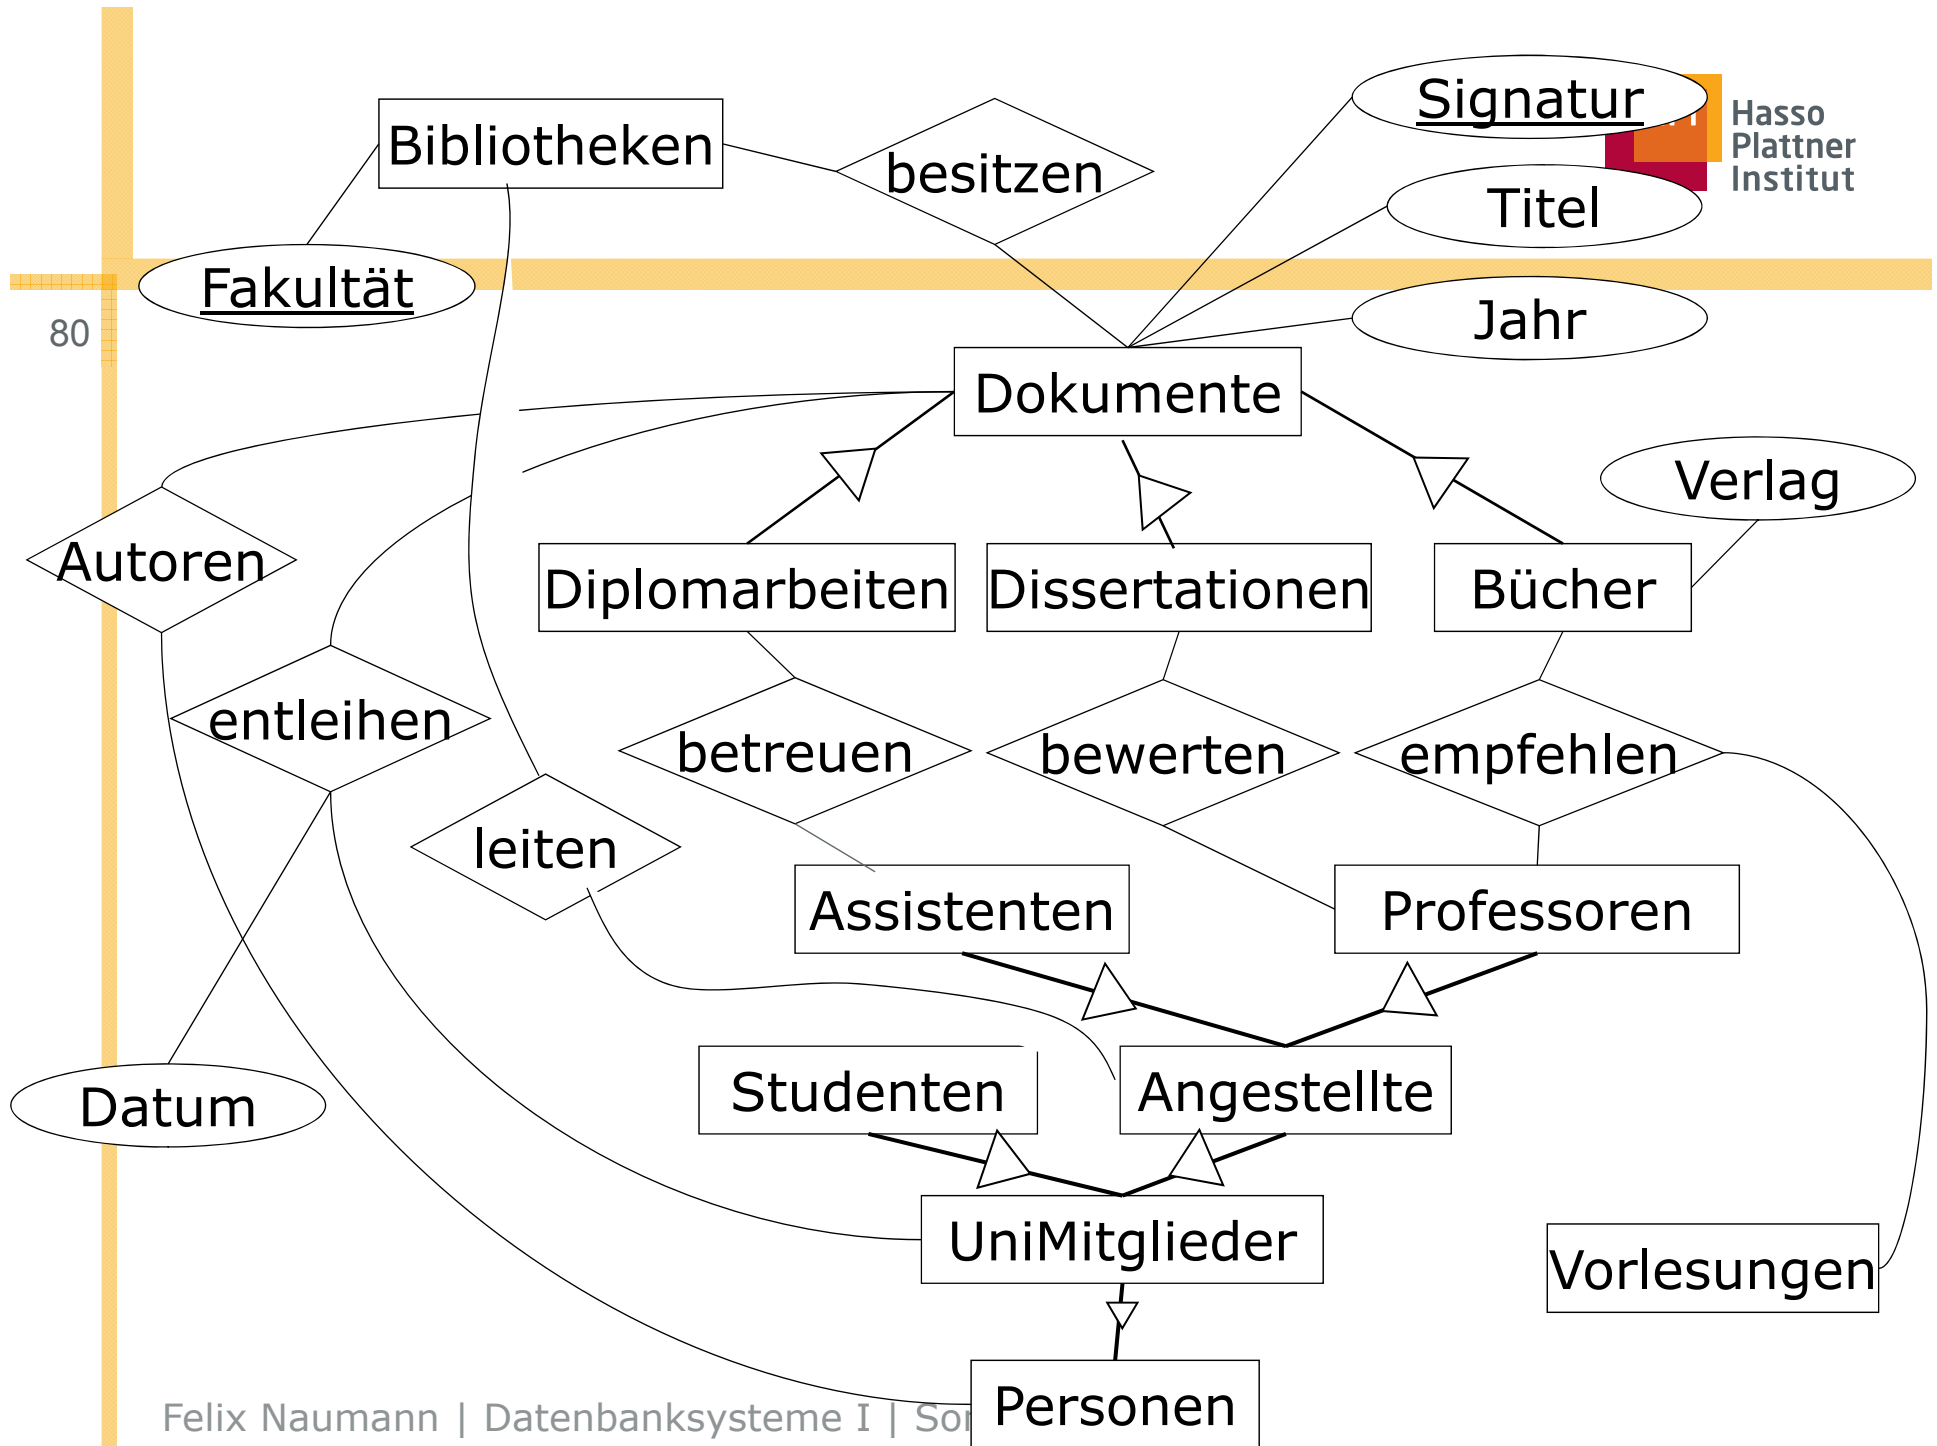 Signatur
Hasso
Plattner
Institut
Bibliotheken
besitzen
Titel
Fakultät
Jahr
80
Dokumente
Verlag
Autoren
Diplomarbeiten
Dissertationen
Bücher
entleihen
betreuen
bewerten
empfehlen
leiten
Assistenten
Professoren
Datum
Studenten
Angestellte
UniMitglieder
Vorlesungen
Personen
Felix Naumann | Datenbanksysteme I |